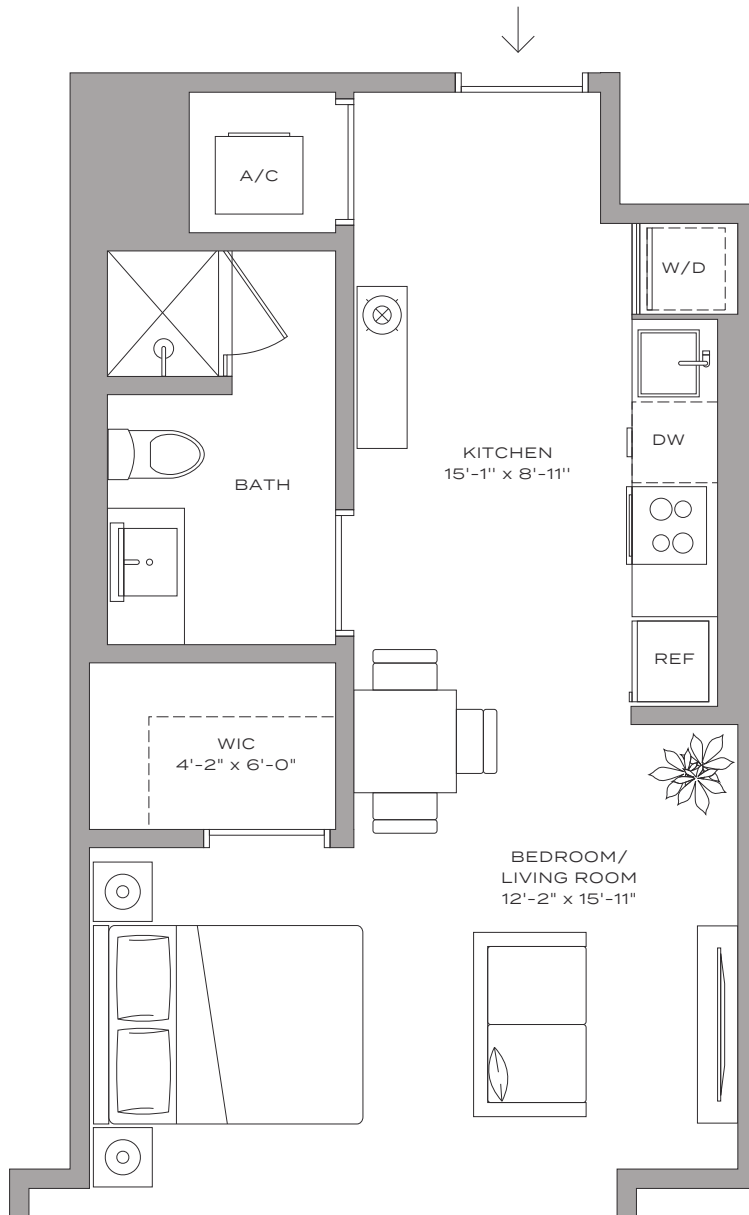 A/C
W/D
KITCHEN
15'-1" x 8'-11"
DW
BATH
REF
WIC
4'-2" x 6'-0"
BEDROOM/
LIVING ROOM
12'-2" x 15'-11"